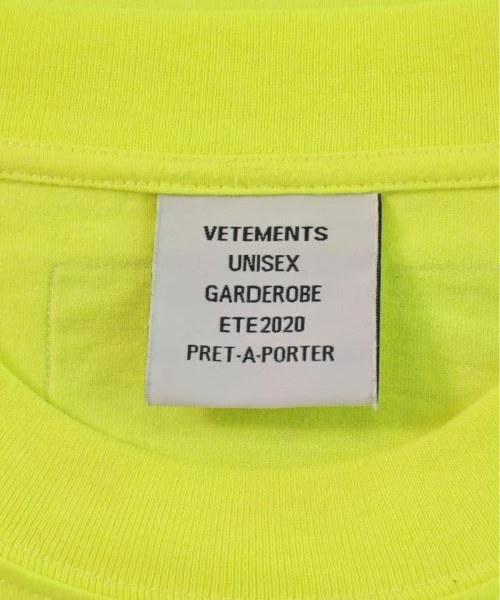 VETEMENTS
UNISEX
GARDEROBE
ETE2020
PRET-A-PORTER